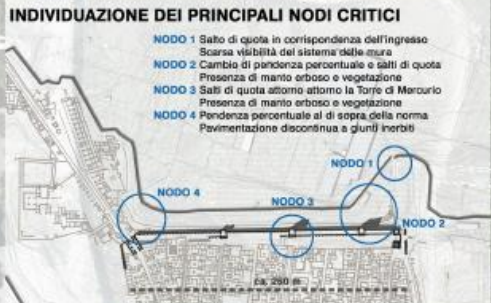 INDIVIDUAZIONE DEI PRINCIPALI NODI CRITICI
NODO 1 Salto di quota in corrispondenza dell'ingresso
Scarsa visibilità del sistema delle mura
NODO 2 Cambio di pendenza percentuale e salti di quota
Presenza di manto erboso e vegetazione
NODO 3 Salti di quota attorno attorno la Torre di Mercurio
Presenza di manto erboso e vegetazione
NODO 4 Pendenza percentuale al di sopra della norma
Pavimentazione discontinua a giunti inerbiti
NODO 1
NODO 4
NODO 3
NODO 2
ca. 250 m